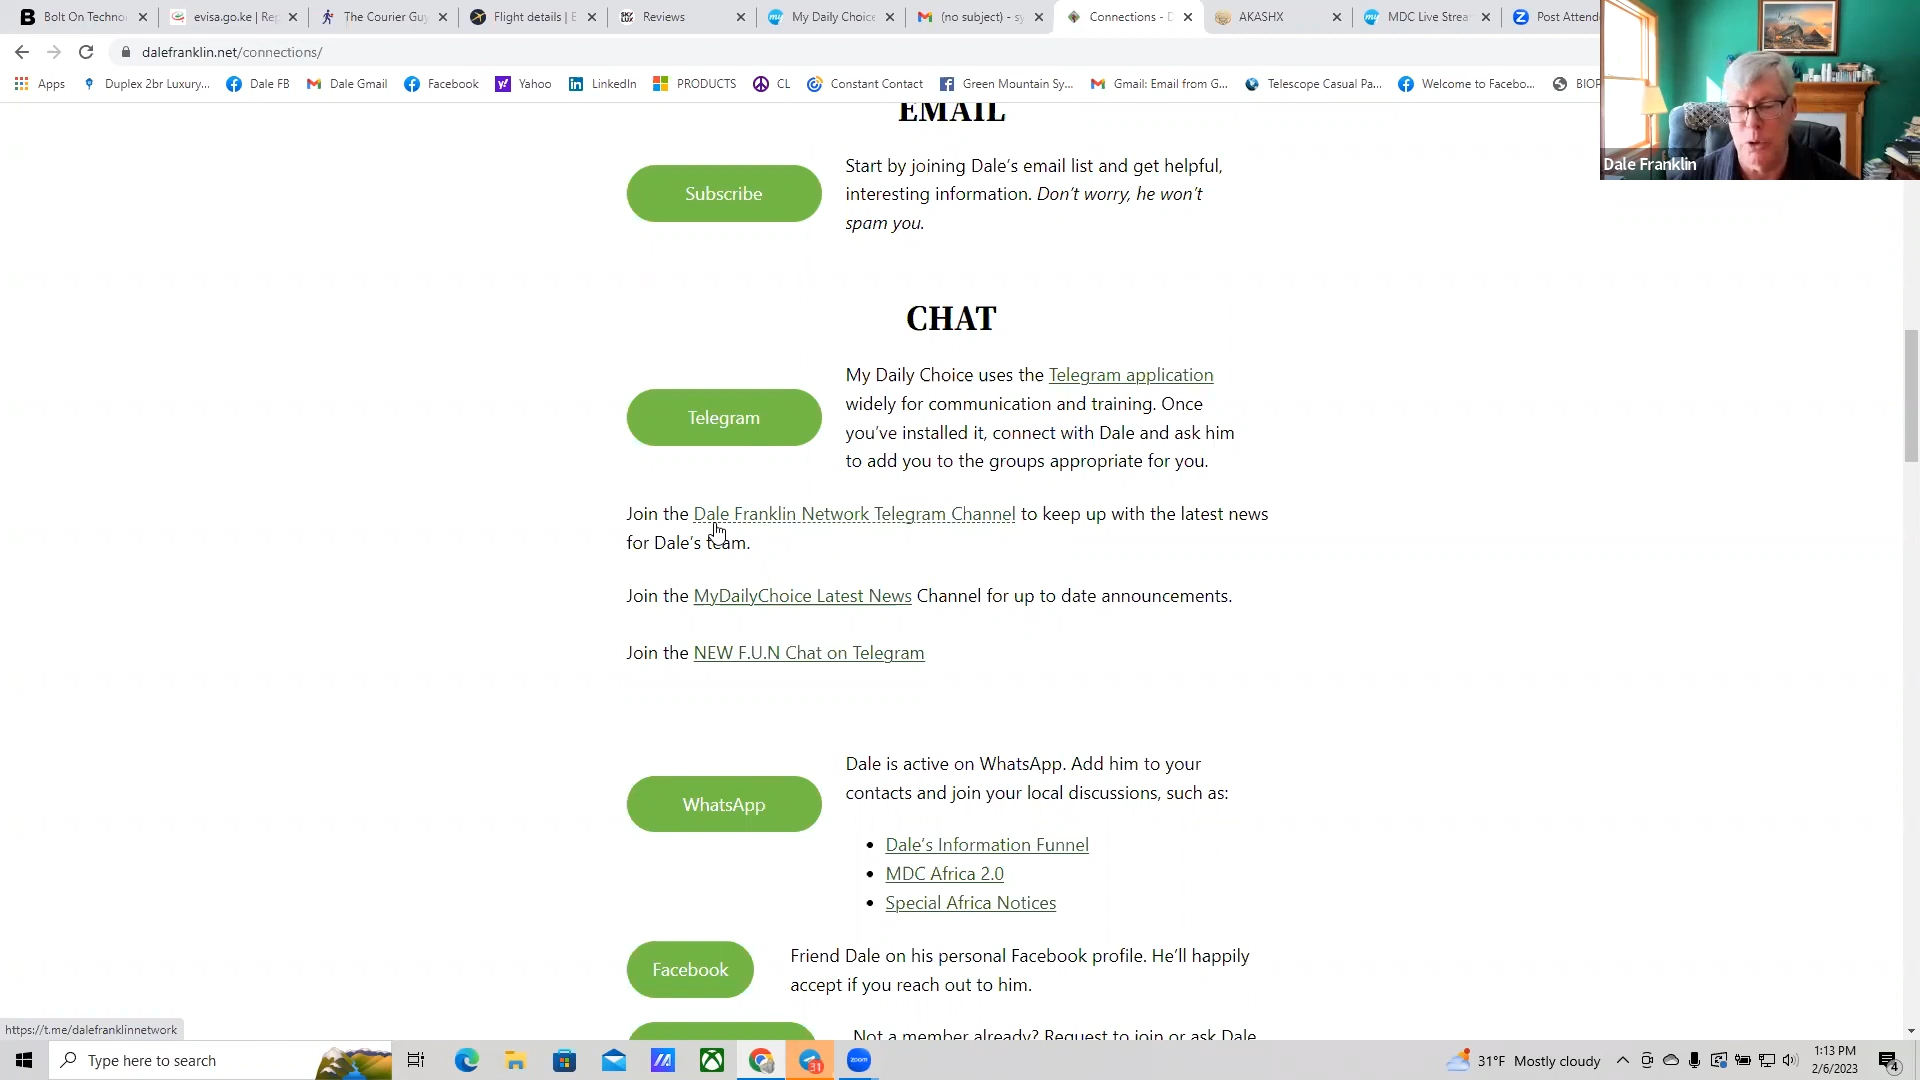 Bolt On Techno
evisa.go.ke | Re
The Courier Guy
Flight details | E
Reviews
My Daily Choice
(no subject) - sy
Connections - D
AKASHX
MDC Live Strea
Post Attend
dalefranklin.net/connections/
Apps
Duplex 2br Luxury...
Dale FB
Dale Gmail
Facebook
Yahoo
LinkedIn
PRODUCTS
CL
Constant Contact
Green Mountain Sy...
Gmail: Email from G...
Telescope Casual Pa...
Welcome to Facebo...
BIOP
Dale Franklin
EMAIL
Subscribe
Start by joining Dale's email list and get helpful,
interesting information. Don't worry, he won't
spam you.
CHAT
Telegram
My Daily Choice uses the Telegram application
widely for communication and training. Once
you've installed it, connect with Dale and ask him
to add you to the groups appropriate for you.
Join the Dale Franklin Network Telegram Channel to keep up with the latest news
for Dale's team.
Join the MyDailyChoice Latest News Channel for up to date announcements.
Join the NEW F.U.N Chat on Telegram
WhatsApp
Dale is active on WhatsApp. Add him to your
contacts and join your local discussions, such as:
• Dale's Information Funnel
• MDC Africa 2.0
• Special Africa Notices
Facebook
Friend Dale on his personal Facebook profile. He'll happily
accept if you reach out to him.
Not a member already? Request to join or ask Dale
https://t.me/dalefranklinnetwork
Type here to search
31
zoom
31°F Mostly cloudy
1:13 PM
2/6/2023
4